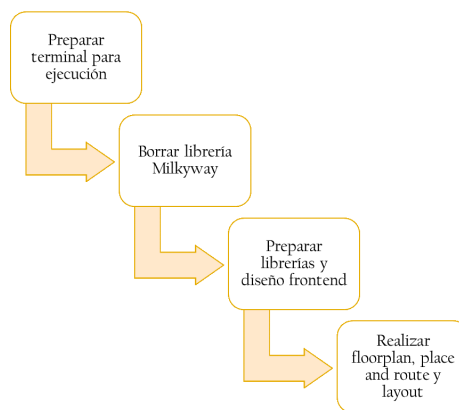 Preparar
terminal para
ejecución
Borrar librería
Milkyway
Preparar
librerías y
diseño frontend
Realizar
floorplan, place
and route y
layout